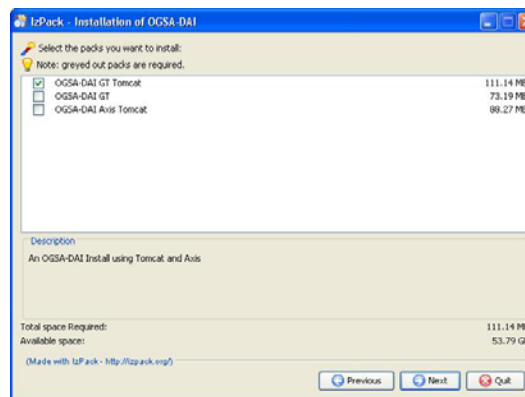 IzPack - Installation of OGSA-DAI
Select the packs you want to install:
Note: greyed out packs are required.
OGSA-DAI GT Tomcat 111.14 MB
OGSA-DAI GT 73.19 MB
OGSA-DAI Axis Tomcat 88.27 MB
Description
An OGSA-DAI Install using Tomcat and Axis
Total space Required: 111.14 M
Available space: 53.79 G
(Made with IzPack - http://izpack.org/)
Previous Next Quit